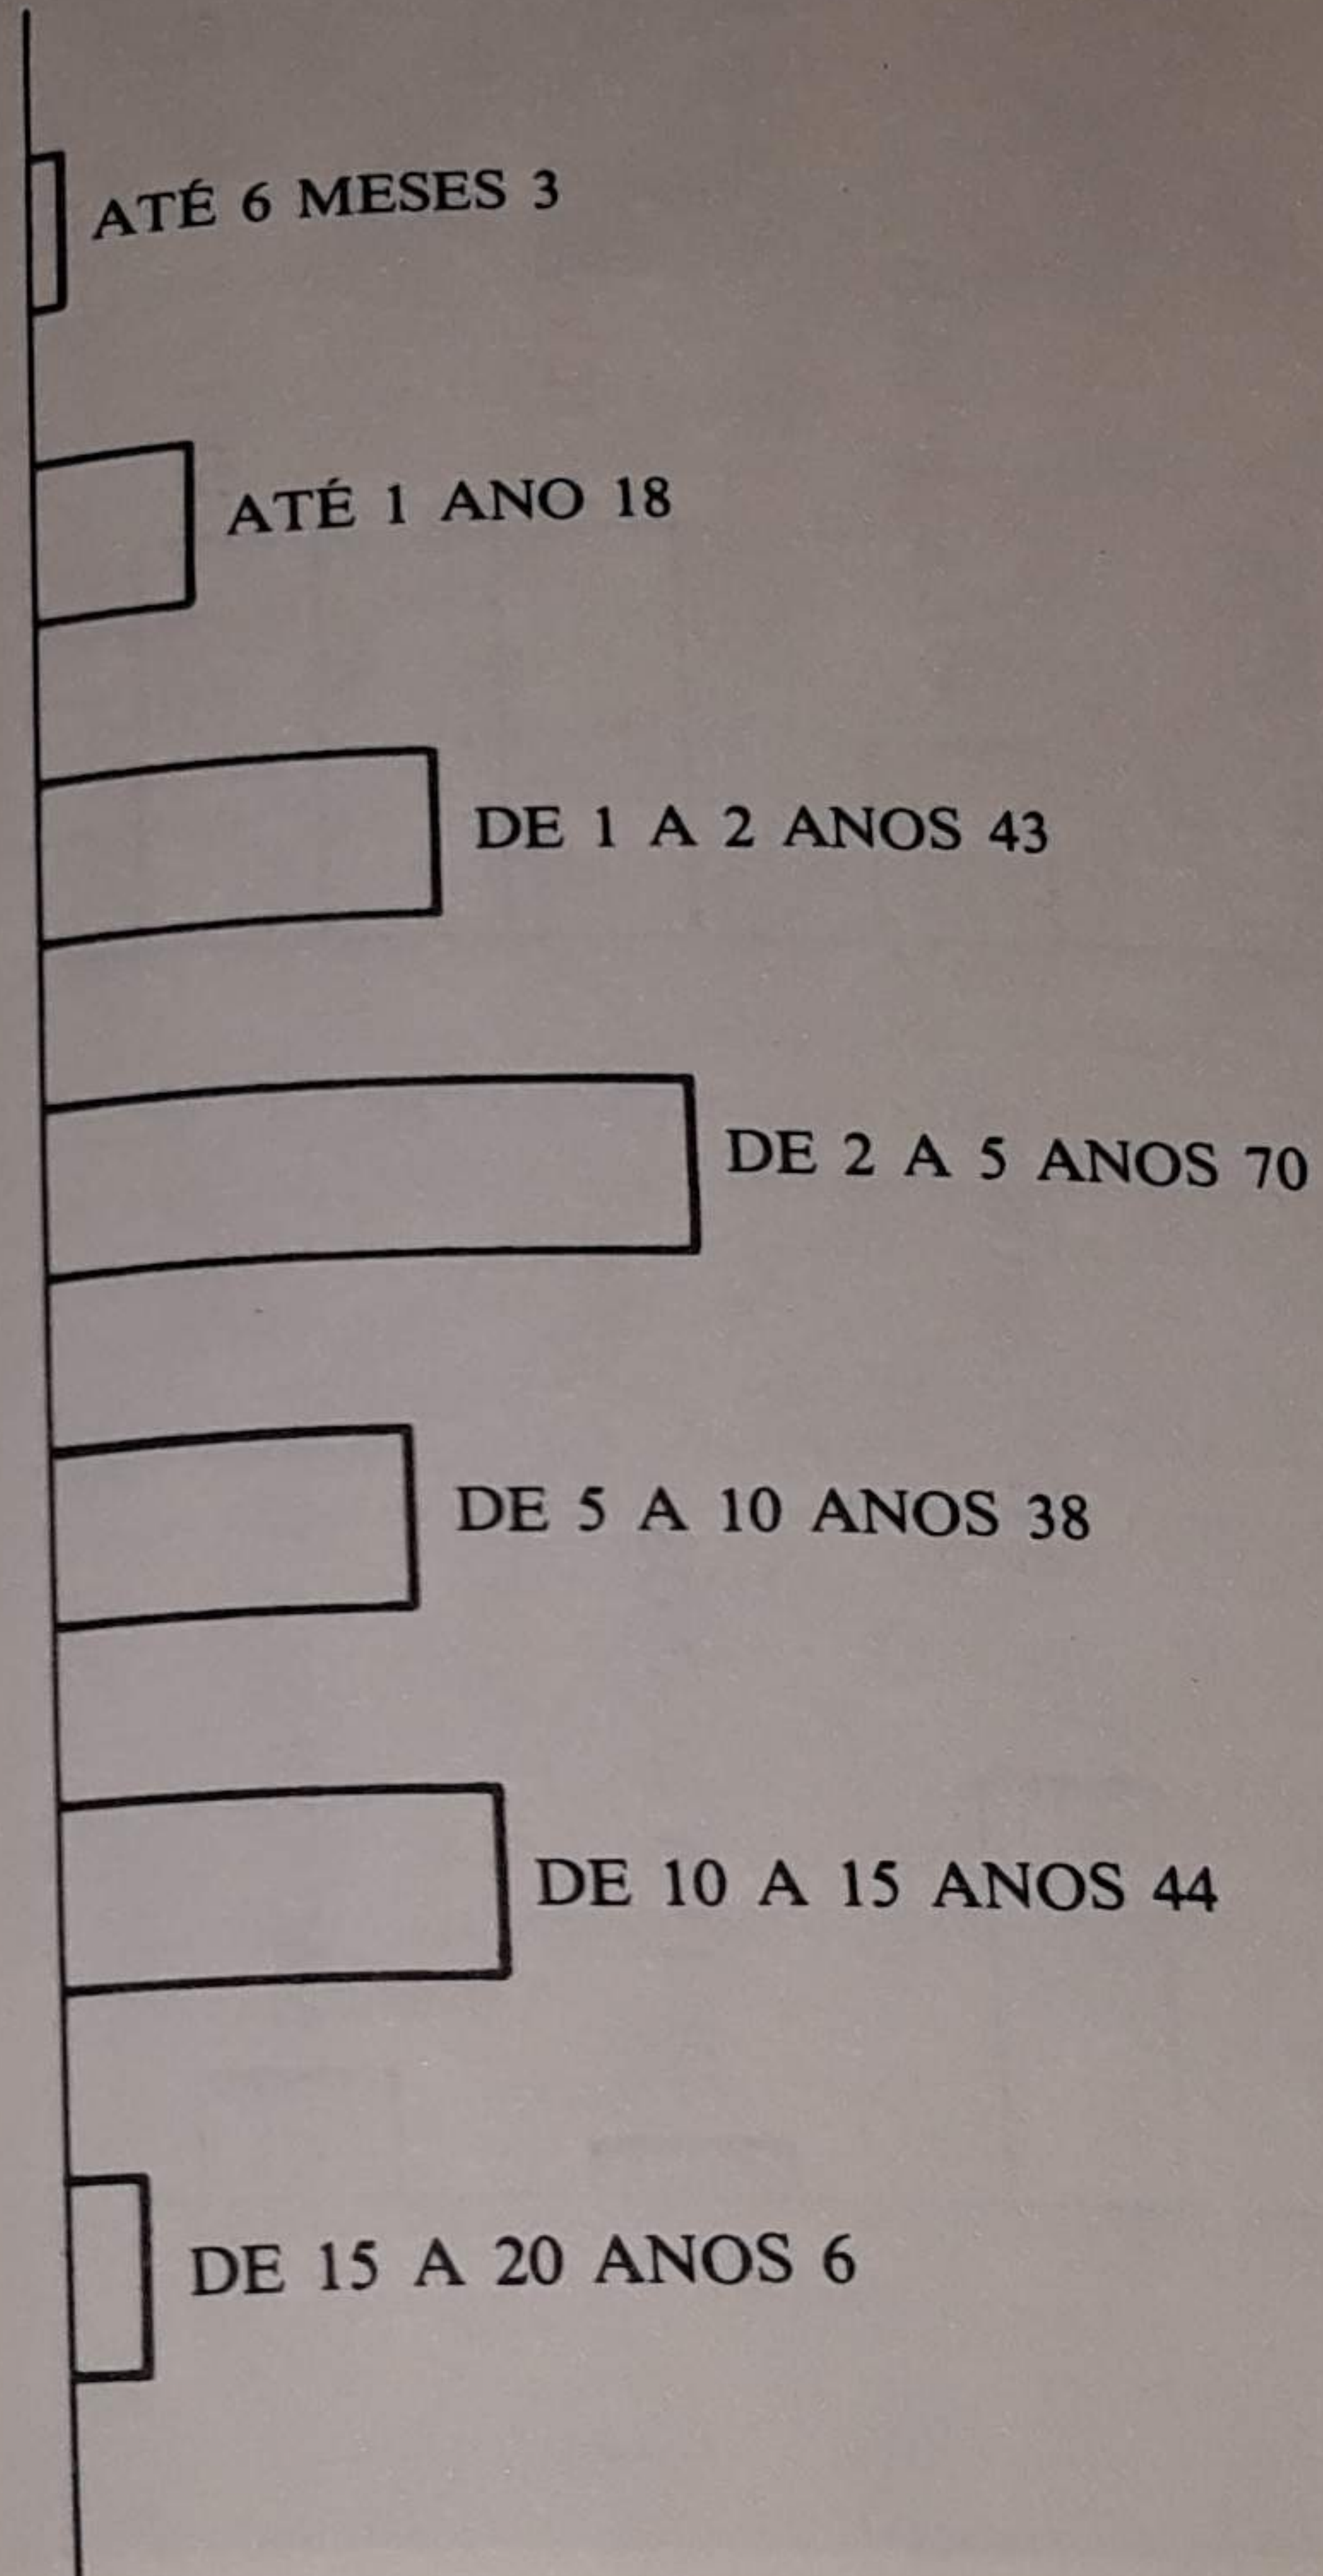 ATÉ 6 MESES 3
ATÉ 1 ANO 18
DE 1 A 2 ANOS 43
DE 2 A 5 ANOS 70
DE 5 A 10 ANOS 38
DE 10 A 15 ANOS 44
DE 15 A 20 ANOS 6